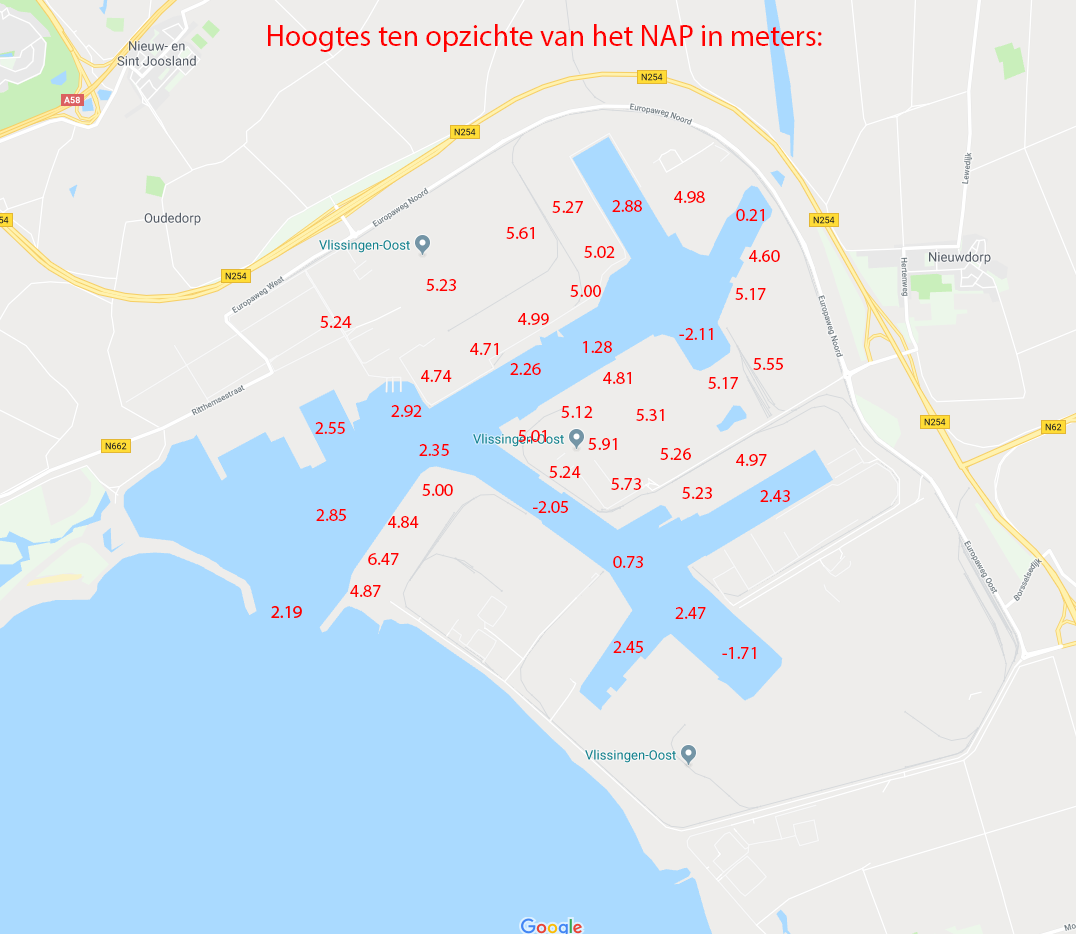 Hoogtes ten opzichte van het NAP in meters:
Nieuw- en
Sint Joosland
N254
A58
Europaweg Noord
N254
Lewedijk
Europaweg Noord
Oudedorp
5.27
2.88
4.98
0.21
54
N254
5.61
Vlissingen-Oost
5.02
4.60
Nieuwdorp
N254
5.23
5.00
5.17
Hertenweg
Europaweg West
5.24
4.99
Europaweg Noord
-2.11
4.71
1.28
2.26
5.55
4.74
4.81
5.17
Ritthemsestraat
2.92
5.12
5.31
N254
N62
2.55
5.01
Vlissingen-Oost
5.91
N662
2.35
5.26
4.97
5.24
5.00
5.73
5.23
2.43
2.85
4.84
-2.05
6.47
0.73
Europaweg Oost
Borsselsedijk
4.87
2.19
2.47
2.45
-1.71
Vlissingen-Oost
Google
Mo